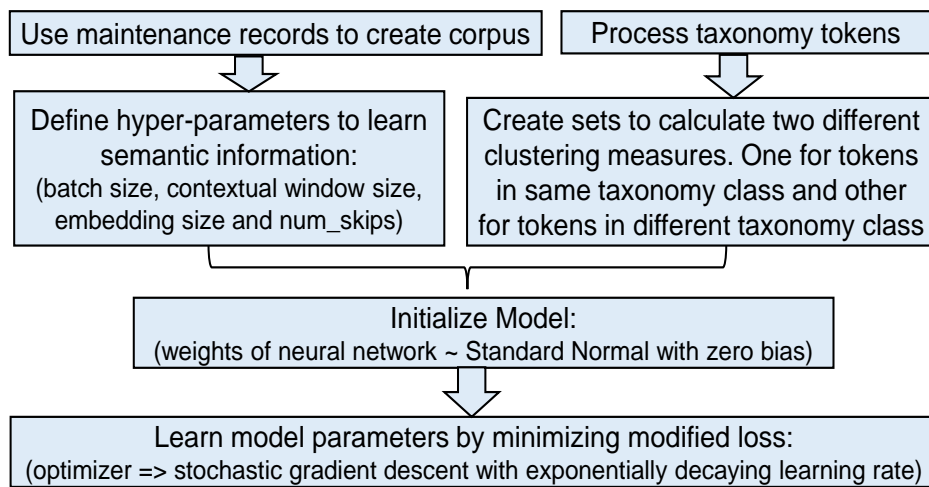 Use maintenance records to create corpus
Process taxonomy tokens
Define hyper-parameters to learn
semantic information:
(batch size, contextual window size,
embedding size and num_skips)
Create sets to calculate two different
clustering measures. One for tokens
in same taxonomy class and other
for tokens in different taxonomy class
Initialize Model:
(weights of neural network ~ Standard Normal with zero bias)
Learn model parameters by minimizing modified loss:
(optimizer => stochastic gradient descent with exponentially decaying learning rate)